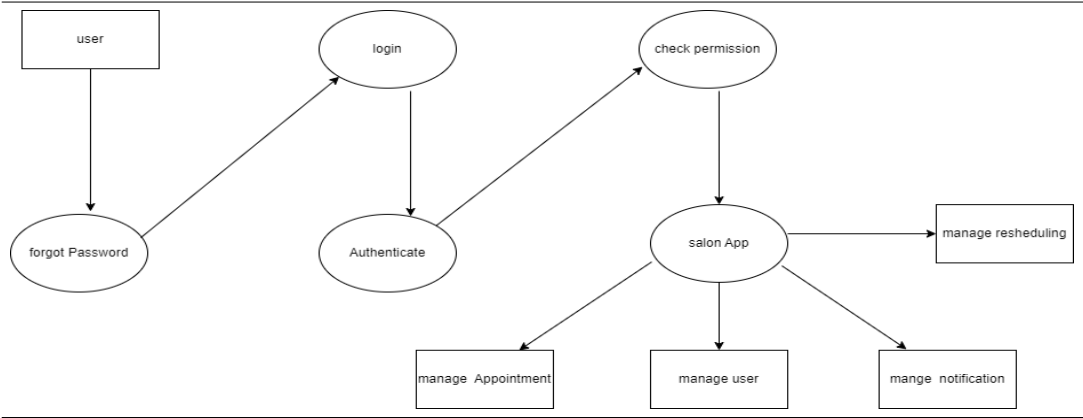 user
login
check permission
forgot Password
Authenticate
salon App
manage resheduling
manage  Appointment
manage user
mange  notification